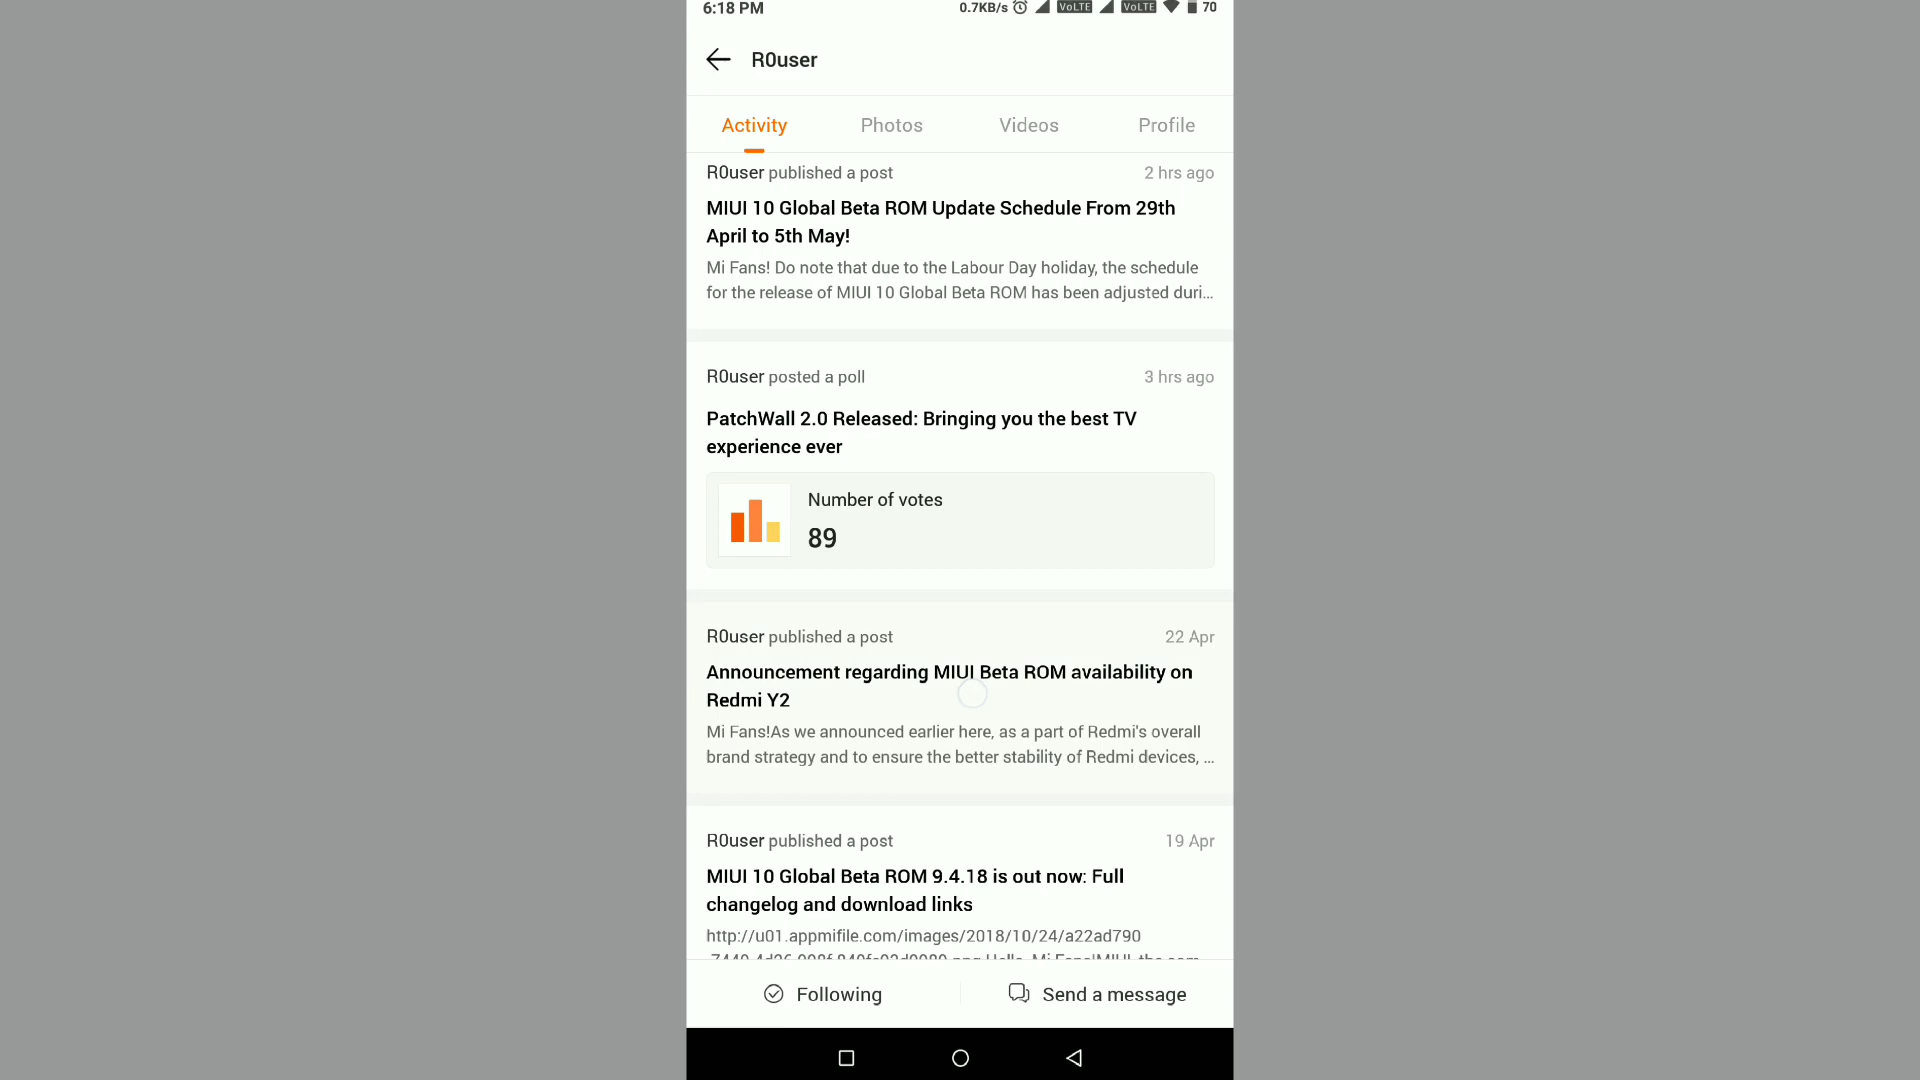 6:18 PM 0.7KB/s VoLTE VoLTE 70
R0user
Activity Photos Videos Profile
R0user published a post 2 hrs ago
MIUI 10 Global Beta ROM Update Schedule From 29th
April to 5th May!
Mi Fans! Do note that due to the Labour Day holiday, the schedule
for the release of MIUI 10 Global Beta ROM has been adjusted duri...
R0user posted a poll 3 hrs ago
PatchWall 2.0 Released: Bringing you the best TV
experience ever
Number of votes
89
R0user published a post 22 Apr
Announcement regarding MIUI Beta ROM availability on
Redmi Y2
Mi Fans!As we announced earlier here, as a part of Redmi's overall
brand strategy and to ensure the better stability of Redmi devices, ...
R0user published a post 19 Apr
MIUI 10 Global Beta ROM 9.4.18 is out now: Full
changelog and download links
http://u01.appmifile.com/images/2018/10/24/a22ad790
Following Send a message